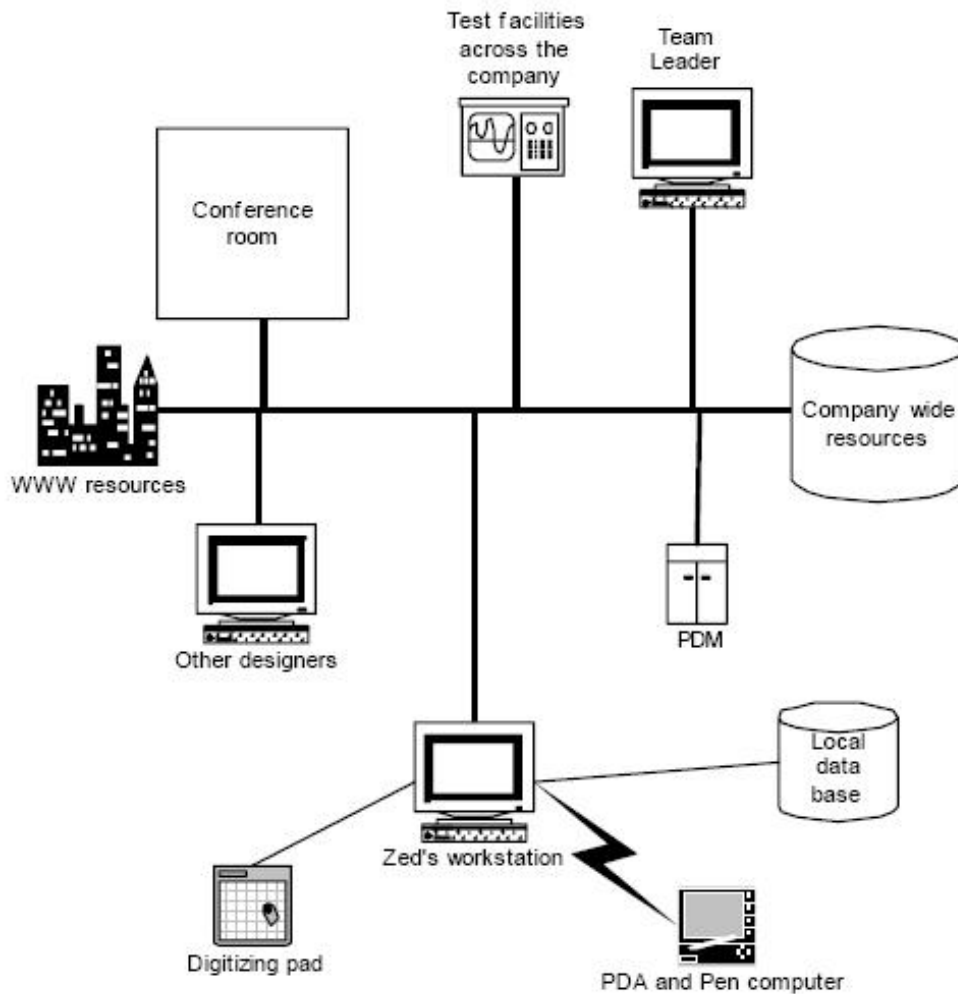 Test facilities
across the
company
Team
Leader
Conference
room
Company wide
resources
WWW resources
Other designers
PDM
Local
data
base
Zed's workstation
Digitizing pad
PDA and Pen computer